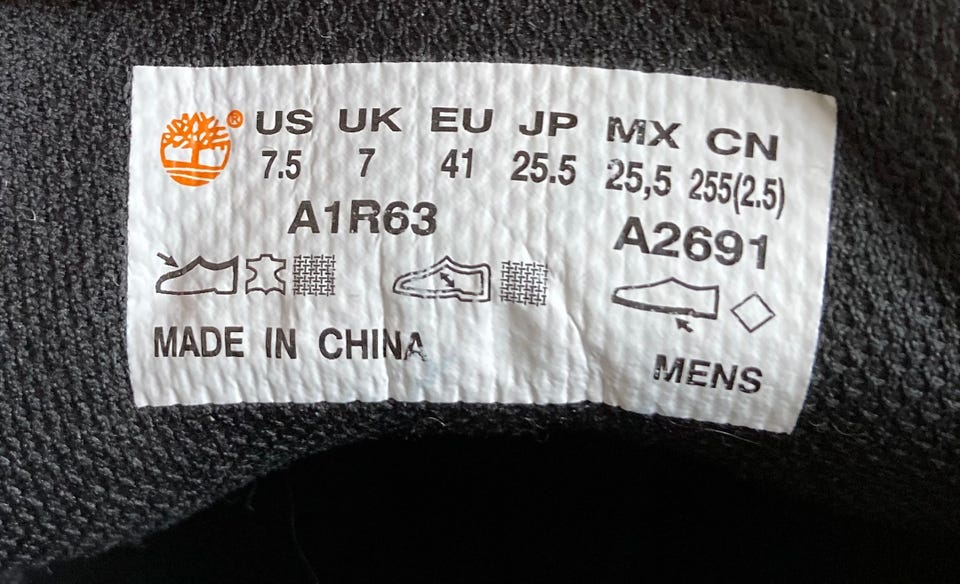 ® US UK EU JP MX CN
7.5 7 41 25.5 25,5 255(2.5)
A1R63 A2691
MADE IN CHINA MENS